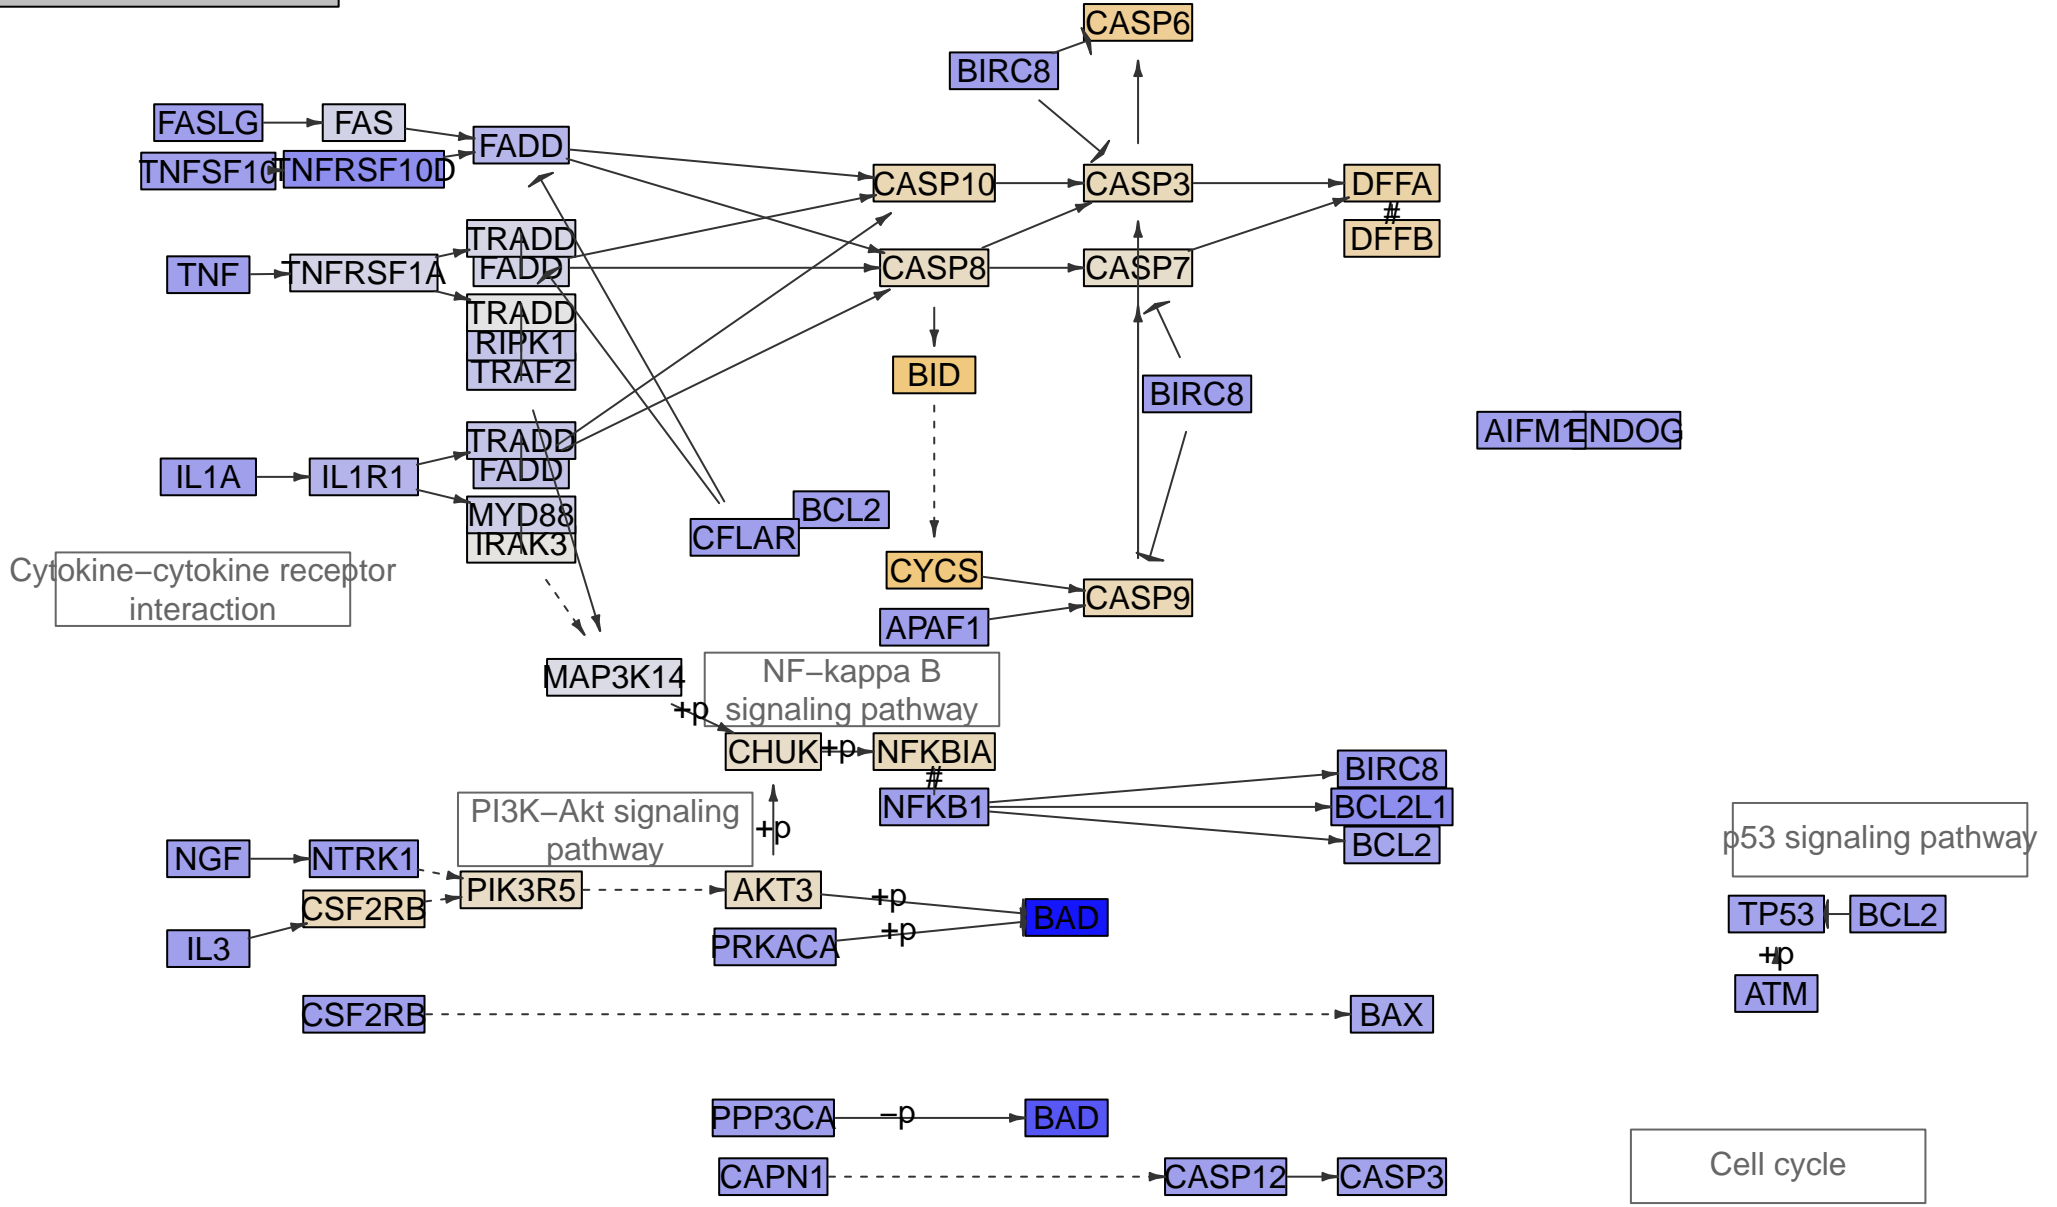 CASP6
BIRC8
FASLG
FAS
FADD
TNFSF10
TNFRSF10D
CASP10
CASP3
DFFA
#
DFFB
TRADD
FADD
TNF
TNFRSF1A
CASP8
CASP7
TRADD
RIPK1
TRAF2
BID
BIRC8
AIFM1
ENDOG
TRADD
FADD
IL1A
IL1R1
MYD88
IRAK3
BCL2
CFLAR
Cytokine–cytokine receptor
interaction
CYCS
CASP9
APAF1
MAP3K14
NF–kappa B
signaling pathway
+p
CHUK
+p
NFKBIA
#
NFKB1
BIRC8
BCL2L1
BCL2
PI3K–Akt signaling
pathway
+p
p53 signaling pathway
NGF
NTRK1
PIK3R5
AKT3
+p
CSF2RB
IL3
BAD
PRKACA
+p
TP53
BCL2
+p
ATM
CSF2RB
BAX
PPP3CA
–p
BAD
CAPN1
CASP12
CASP3
Cell cycle